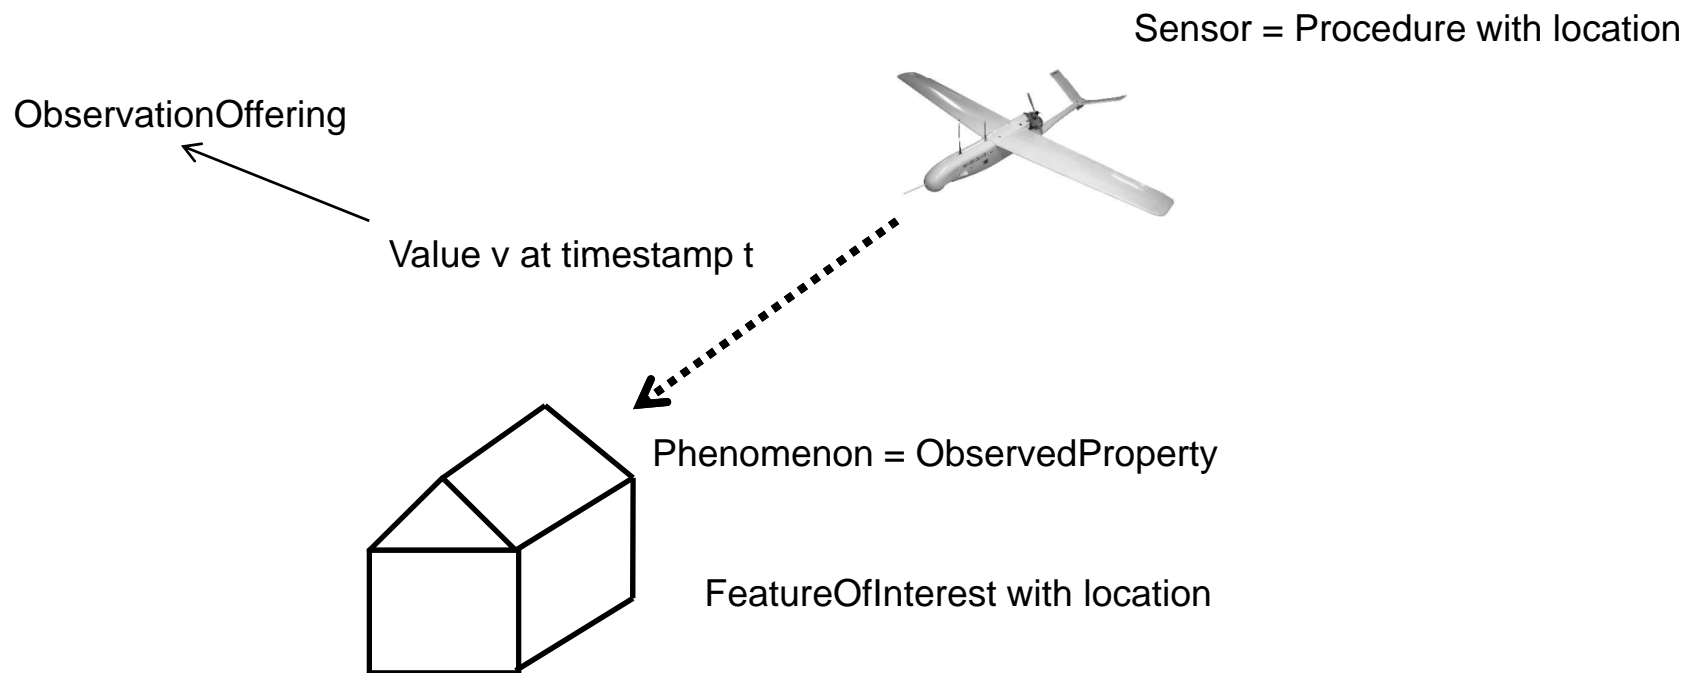 Sensor = Procedure with location
ObservationOffering
Value v at timestamp t
Phenomenon = ObservedProperty
FeatureOfInterest with location